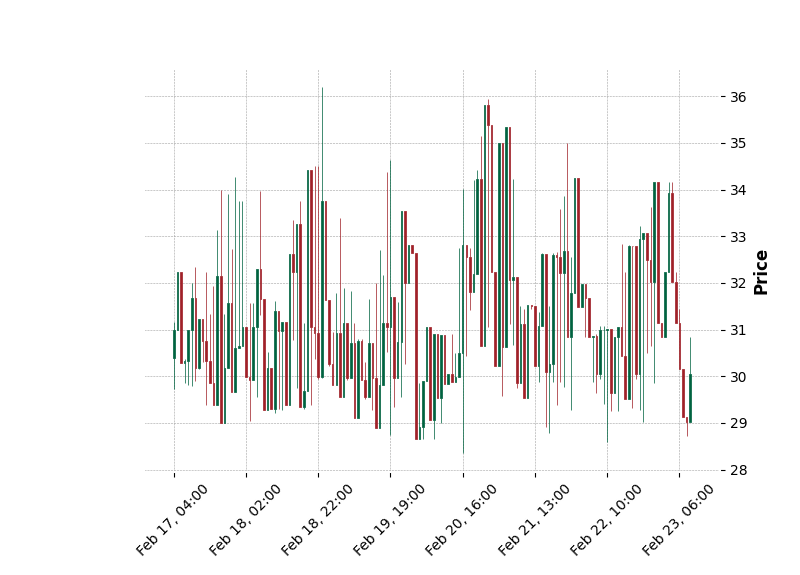 36
35
34
33
32
31
30
29
28
Price
Feb 17, 04:00
Feb 18, 02:00
Feb 18, 22:00
Feb 19, 19:00
Feb 20, 16:00
Feb 21, 13:00
Feb 22, 10:00
Feb 23, 06:00